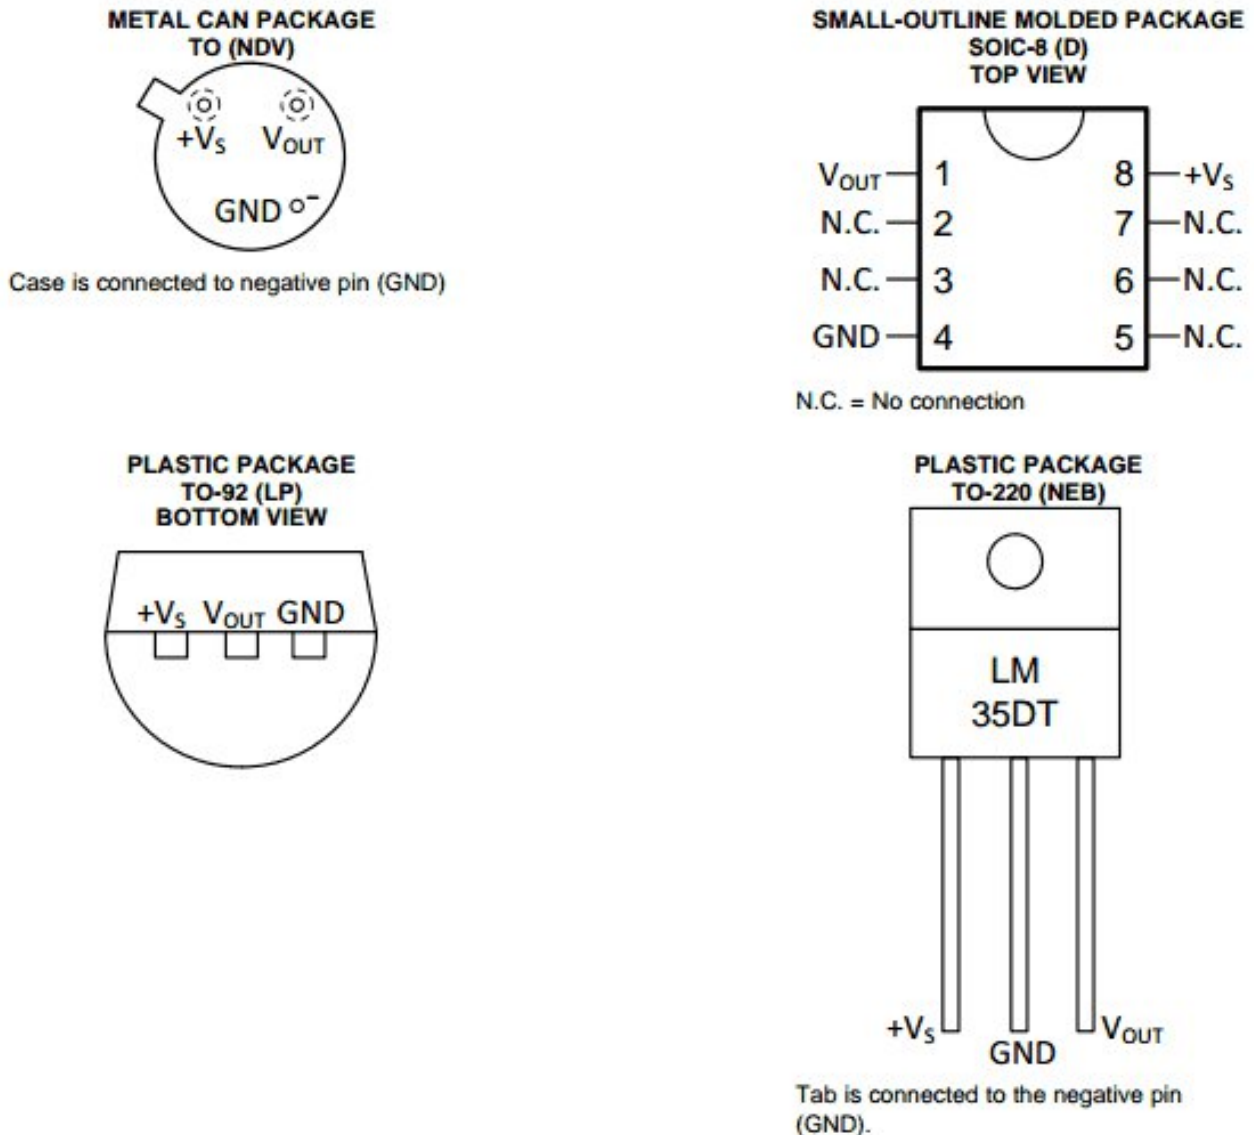 METAL CAN PACKAGE
TO (NDV)
+VS VOUT
GND -
Case is connected to negative pin (GND)
SMALL-OUTLINE MOLDED PACKAGE
SOIC-8 (D)
TOP VIEW
VOUT 1 8 +VS
N.C. 2 7 N.C.
N.C. 3 6 N.C.
GND 4 5 N.C.
N.C. = No connection
PLASTIC PACKAGE
TO-92 (LP)
BOTTOM VIEW
+VS VOUT GND
PLASTIC PACKAGE
TO-220 (NEB)
LM
35DT
+VS GND VOUT
Tab is connected to the negative pin
(GND).